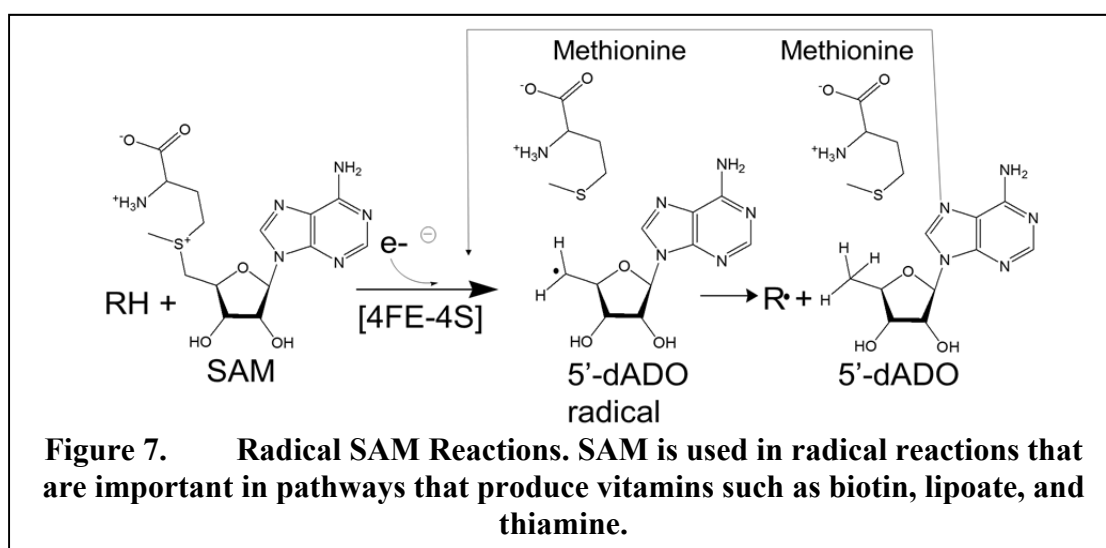 Methionine
Methionine
-O
O
+H3N
S
-O
O
+H3N
S
-O
O
+H3N
S+
NH2
N
N
N
N
O
HO
OH
NH2
N
N
N
N
O
H
H
HO
OH
NH2
N
N
N
N
O
H
H
H
HO
OH
RH +
e- ⊖
[4FE-4S]
R• +
SAM
5’-dADO
radical
5’-dADO
Figure 7. Radical SAM Reactions. SAM is used in radical reactions that
are important in pathways that produce vitamins such as biotin, lipoate, and
thiamine.